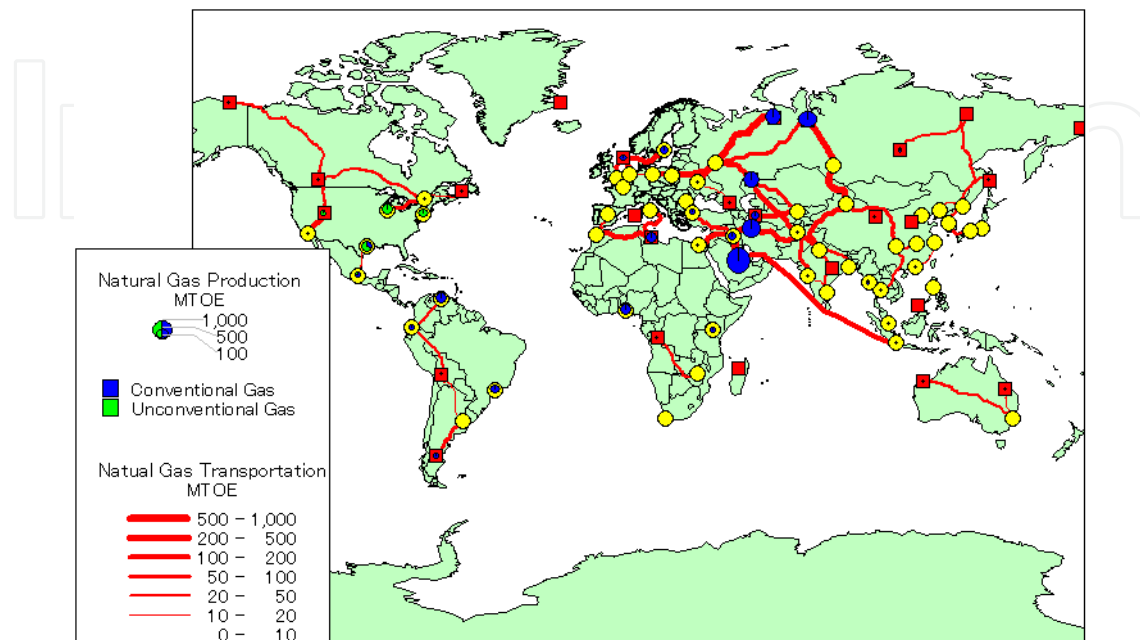 Natural Gas Production
MTOE
1,000
500
100
Conventional Gas
Unconventional Gas
Natual Gas Transportation
MTOE
500 - 1,000
200 - 500
100 - 200
50 - 100
20 - 50
10 - 20
0 - 10